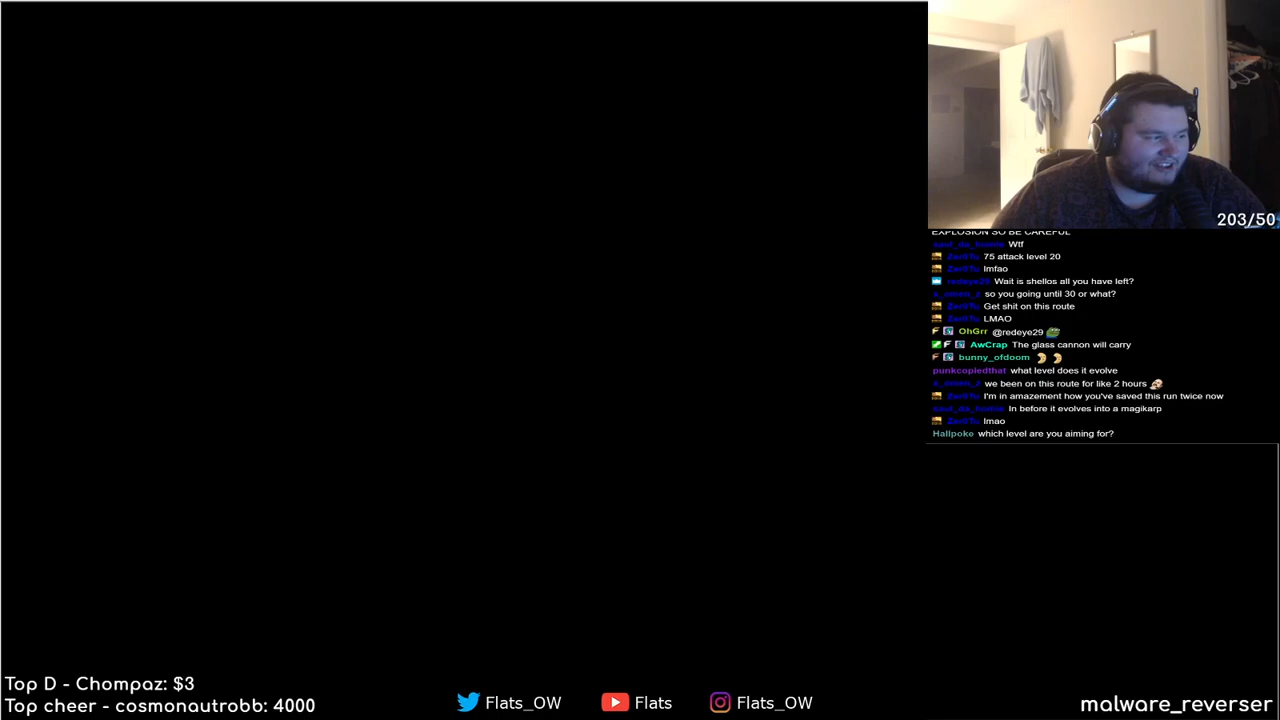 203/50
EXPLOSION SO BE CAREFUL
Wtf
75 attack level 20
lmfao
redeye29 Wait is shellos all you have left?
so you going until 30 or what?
Get shit on this route
LMAO
OhGrr @redeye29
AwCrap The glass cannon will carry
bunny_ofdoom
punkcopiedthat what level does it evolve
we been on this route for like 2 hours
I'm in amazement how you've saved this run twice now
In before it evolves into a magikarp
lmao
Hallpoke which level are you aiming for?
Top D - Chompaz: $3
Top cheer - cosmonautrobb: 4000
Flats_OW
Flats
Flats_OW
malware_reverser